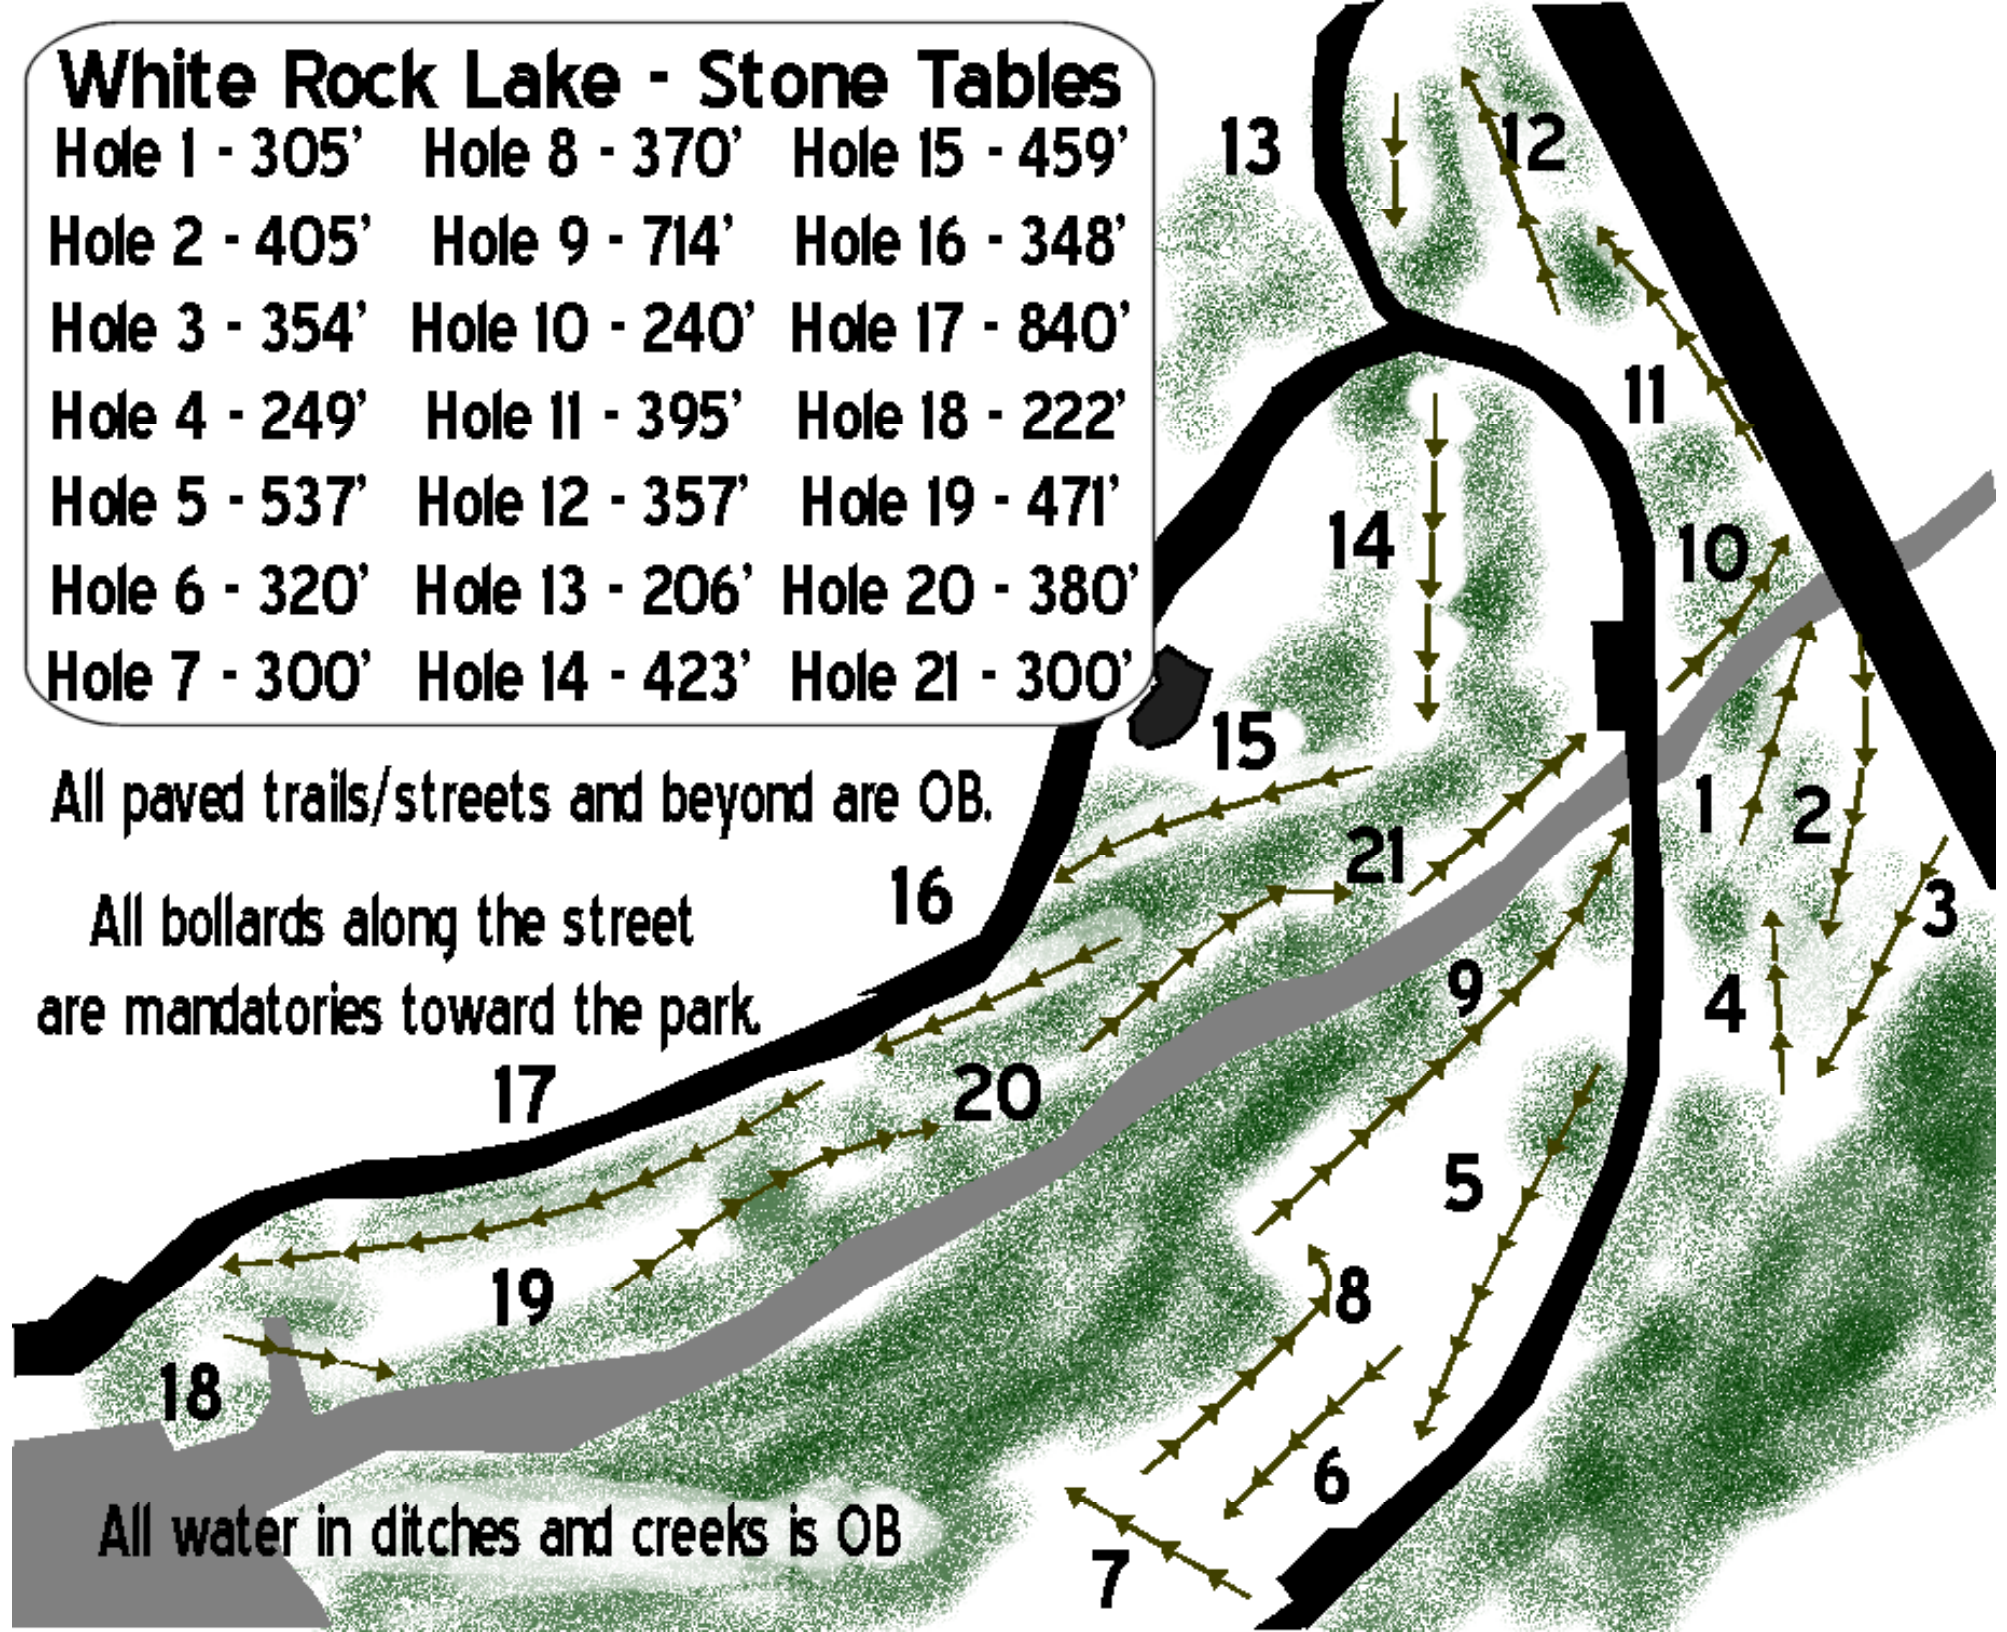 White Rock Lake - Stone Tables
Hole 1 - 305' Hole 8 - 370' Hole 15 - 459'
Hole 2 - 405' Hole 9 - 714' Hole 16 - 348'
Hole 3 - 354' Hole 10 - 240' Hole 17 - 840'
Hole 4 - 249' Hole 11 - 395' Hole 18 - 222'
Hole 5 - 537' Hole 12 - 357' Hole 19 - 471'
Hole 6 - 320' Hole 13 - 206' Hole 20 - 380'
Hole 7 - 300' Hole 14 - 423' Hole 21 - 300'
All paved trails/streets and beyond are OB.
All bollards along the street
are mandatories toward the park.
All water in ditches and creeks is OB
13
12
11
14
10
15
1
2
21
16
3
9
4
17
20
5
19
8
18
6
7